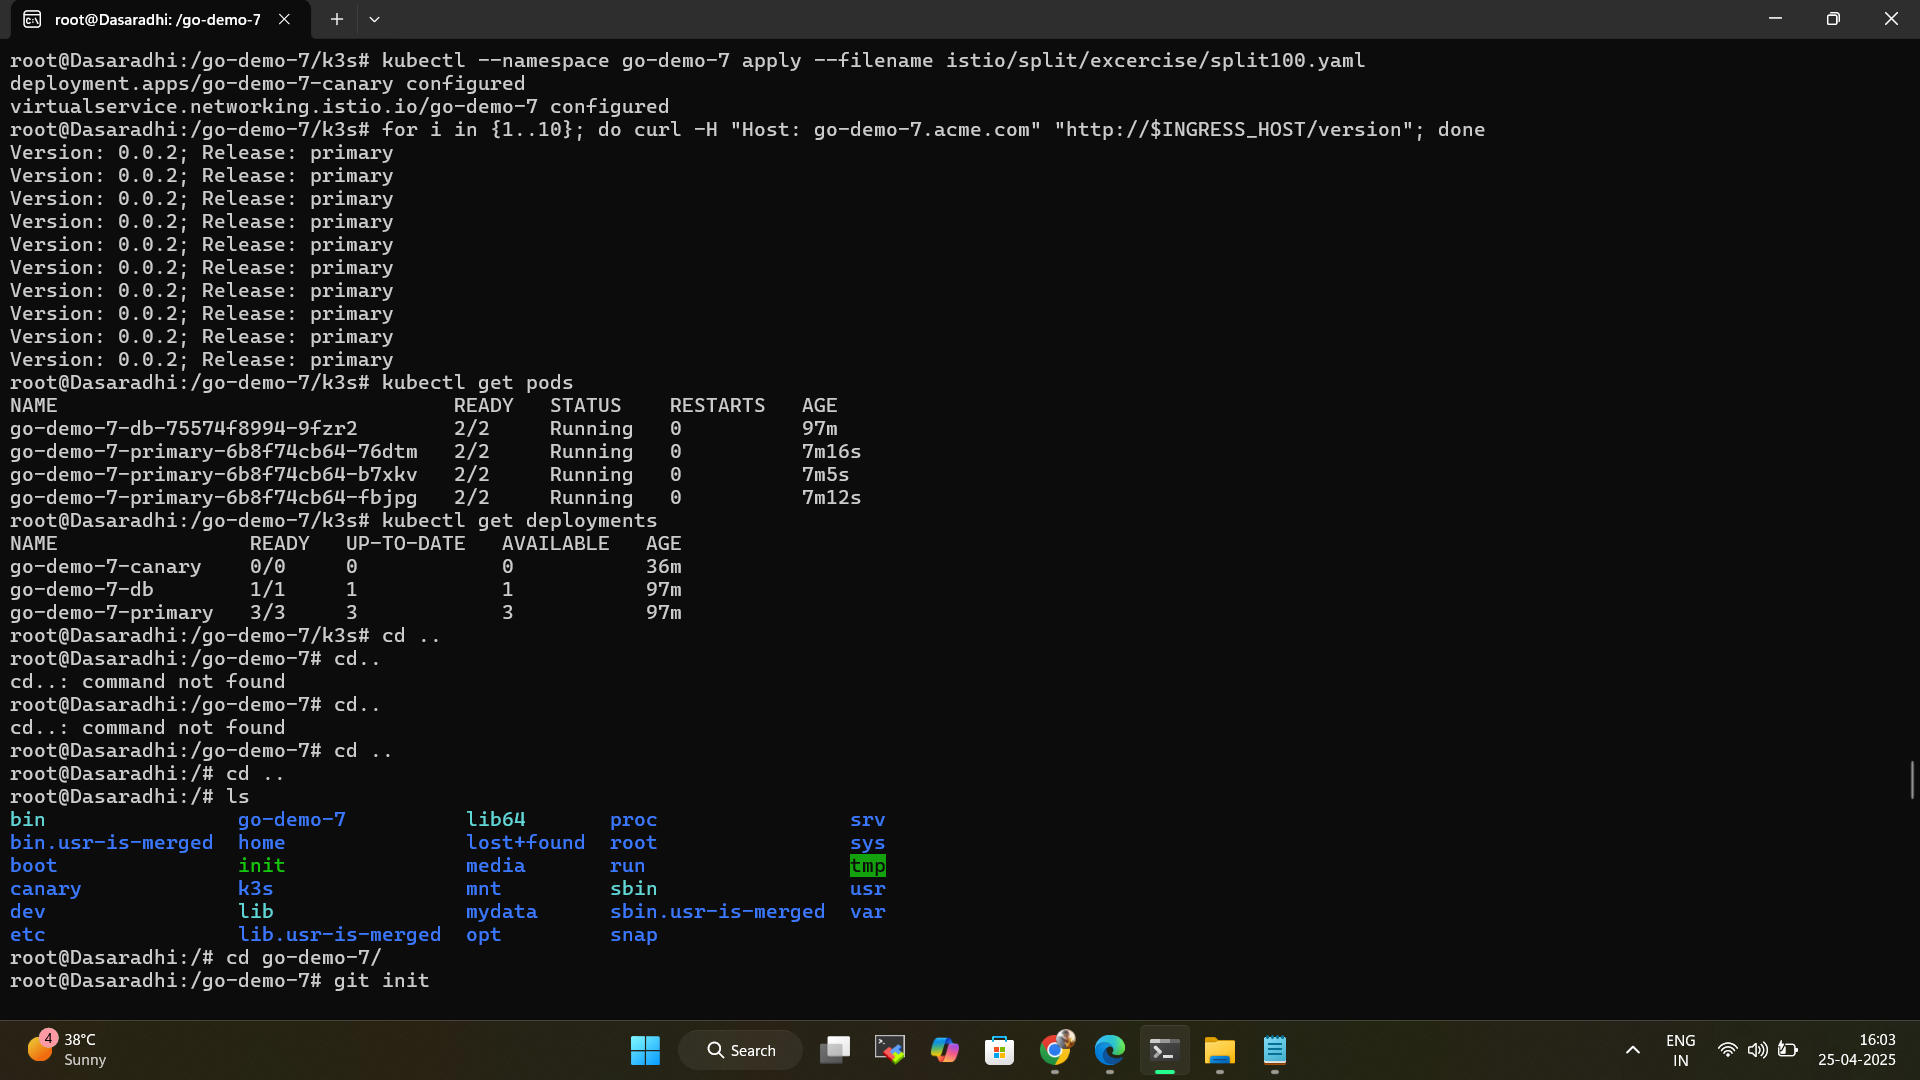 root@Dasaradhi: /go-demo-7
root@Dasaradhi:/go-demo-7/k3s# kubectl --namespace go-demo-7 apply --filename istio/split/excercise/split100.yaml
deployment.apps/go-demo-7-canary configured
virtualservice.networking.istio.io/go-demo-7 configured
root@Dasaradhi:/go-demo-7/k3s# for i in {1..10}; do curl -H "Host: go-demo-7.acme.com" "http://$INGRESS_HOST/version"; done
Version: 0.0.2; Release: primary
Version: 0.0.2; Release: primary
Version: 0.0.2; Release: primary
Version: 0.0.2; Release: primary
Version: 0.0.2; Release: primary
Version: 0.0.2; Release: primary
Version: 0.0.2; Release: primary
Version: 0.0.2; Release: primary
Version: 0.0.2; Release: primary
Version: 0.0.2; Release: primary
root@Dasaradhi:/go-demo-7/k3s# kubectl get pods
NAME READY STATUS RESTARTS AGE
go-demo-7-db-75574f8994-9fzr2 2/2 Running 0 97m
go-demo-7-primary-6b8f74cb64-76dtm 2/2 Running 0 7m16s
go-demo-7-primary-6b8f74cb64-b7xkv 2/2 Running 0 7m5s
go-demo-7-primary-6b8f74cb64-fbjpg 2/2 Running 0 7m12s
root@Dasaradhi:/go-demo-7/k3s# kubectl get deployments
NAME READY UP-TO-DATE AVAILABLE AGE
go-demo-7-canary 0/0 0 0 36m
go-demo-7-db 1/1 1 1 97m
go-demo-7-primary 3/3 3 3 97m
root@Dasaradhi:/go-demo-7/k3s# cd ..
root@Dasaradhi:/go-demo-7# cd..
cd..: command not found
root@Dasaradhi:/go-demo-7# cd..
cd..: command not found
root@Dasaradhi:/go-demo-7# cd ..
root@Dasaradhi:/# cd ..
root@Dasaradhi:/# ls
bin go-demo-7 lib64 proc srv
bin.usr-is-merged home lost+found root sys
boot init media run tmp
canary k3s mnt sbin usr
dev lib mydata sbin.usr-is-merged var
etc lib.usr-is-merged opt snap
root@Dasaradhi:/# cd go-demo-7/
root@Dasaradhi:/go-demo-7# git init
4 38°C
Sunny
Search
ENG
IN
16:03
25-04-2025